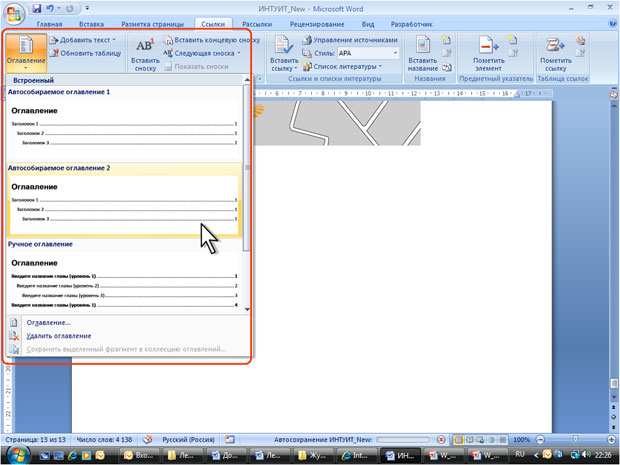 ИНТУИТ_New - Microsoft Word
Главная Вставка Разметка страницы Ссылки Рассылки Рецензирование Вид Разработчик
Оглавление
Добавить текст
Обновить таблицу
AB¹
Вставить сноску
Вставить концевую сноску
Следующая сноска
Показать сноски
Вставить ссылку
Управление источниками
Стиль: APA
Список литературы
Ссылки и списки литературы
Вставить название
Названия
Пометить элемент
Предметный указатель
Пометить ссылку
Таблица ссылок
Встроенный
Автособираемое оглавление 1
Оглавление
Заголовок 1 1
Заголовок 2 1
Заголовок 3 1
Автособираемое оглавление 2
Оглавление
Заголовок 1 1
Заголовок 2 1
Заголовок 3 1
Ручное оглавление
Оглавление
Введите название главы (уровень 1) 1
Введите название главы (уровень 2) 2
Введите название главы (уровень 3) 3
Введите название главы (уровень 1) 4
Оглавление...
Удалить оглавление
Сохранить выделенный фрагмент в коллекцию оглавлений...
Страница: 13 из 13 Число слов: 4 138 Русский (Россия) Автосохранение ИНТУИТ_New: 100%
Вхо... Ле... До... Ле... Жу... Int... ИН... W_... W_... RU 22:26